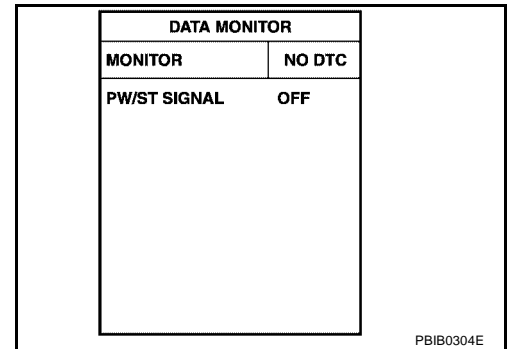 DATA MONITOR
MONITOR NO DTC
PW/ST SIGNAL OFF
PBIB0304E